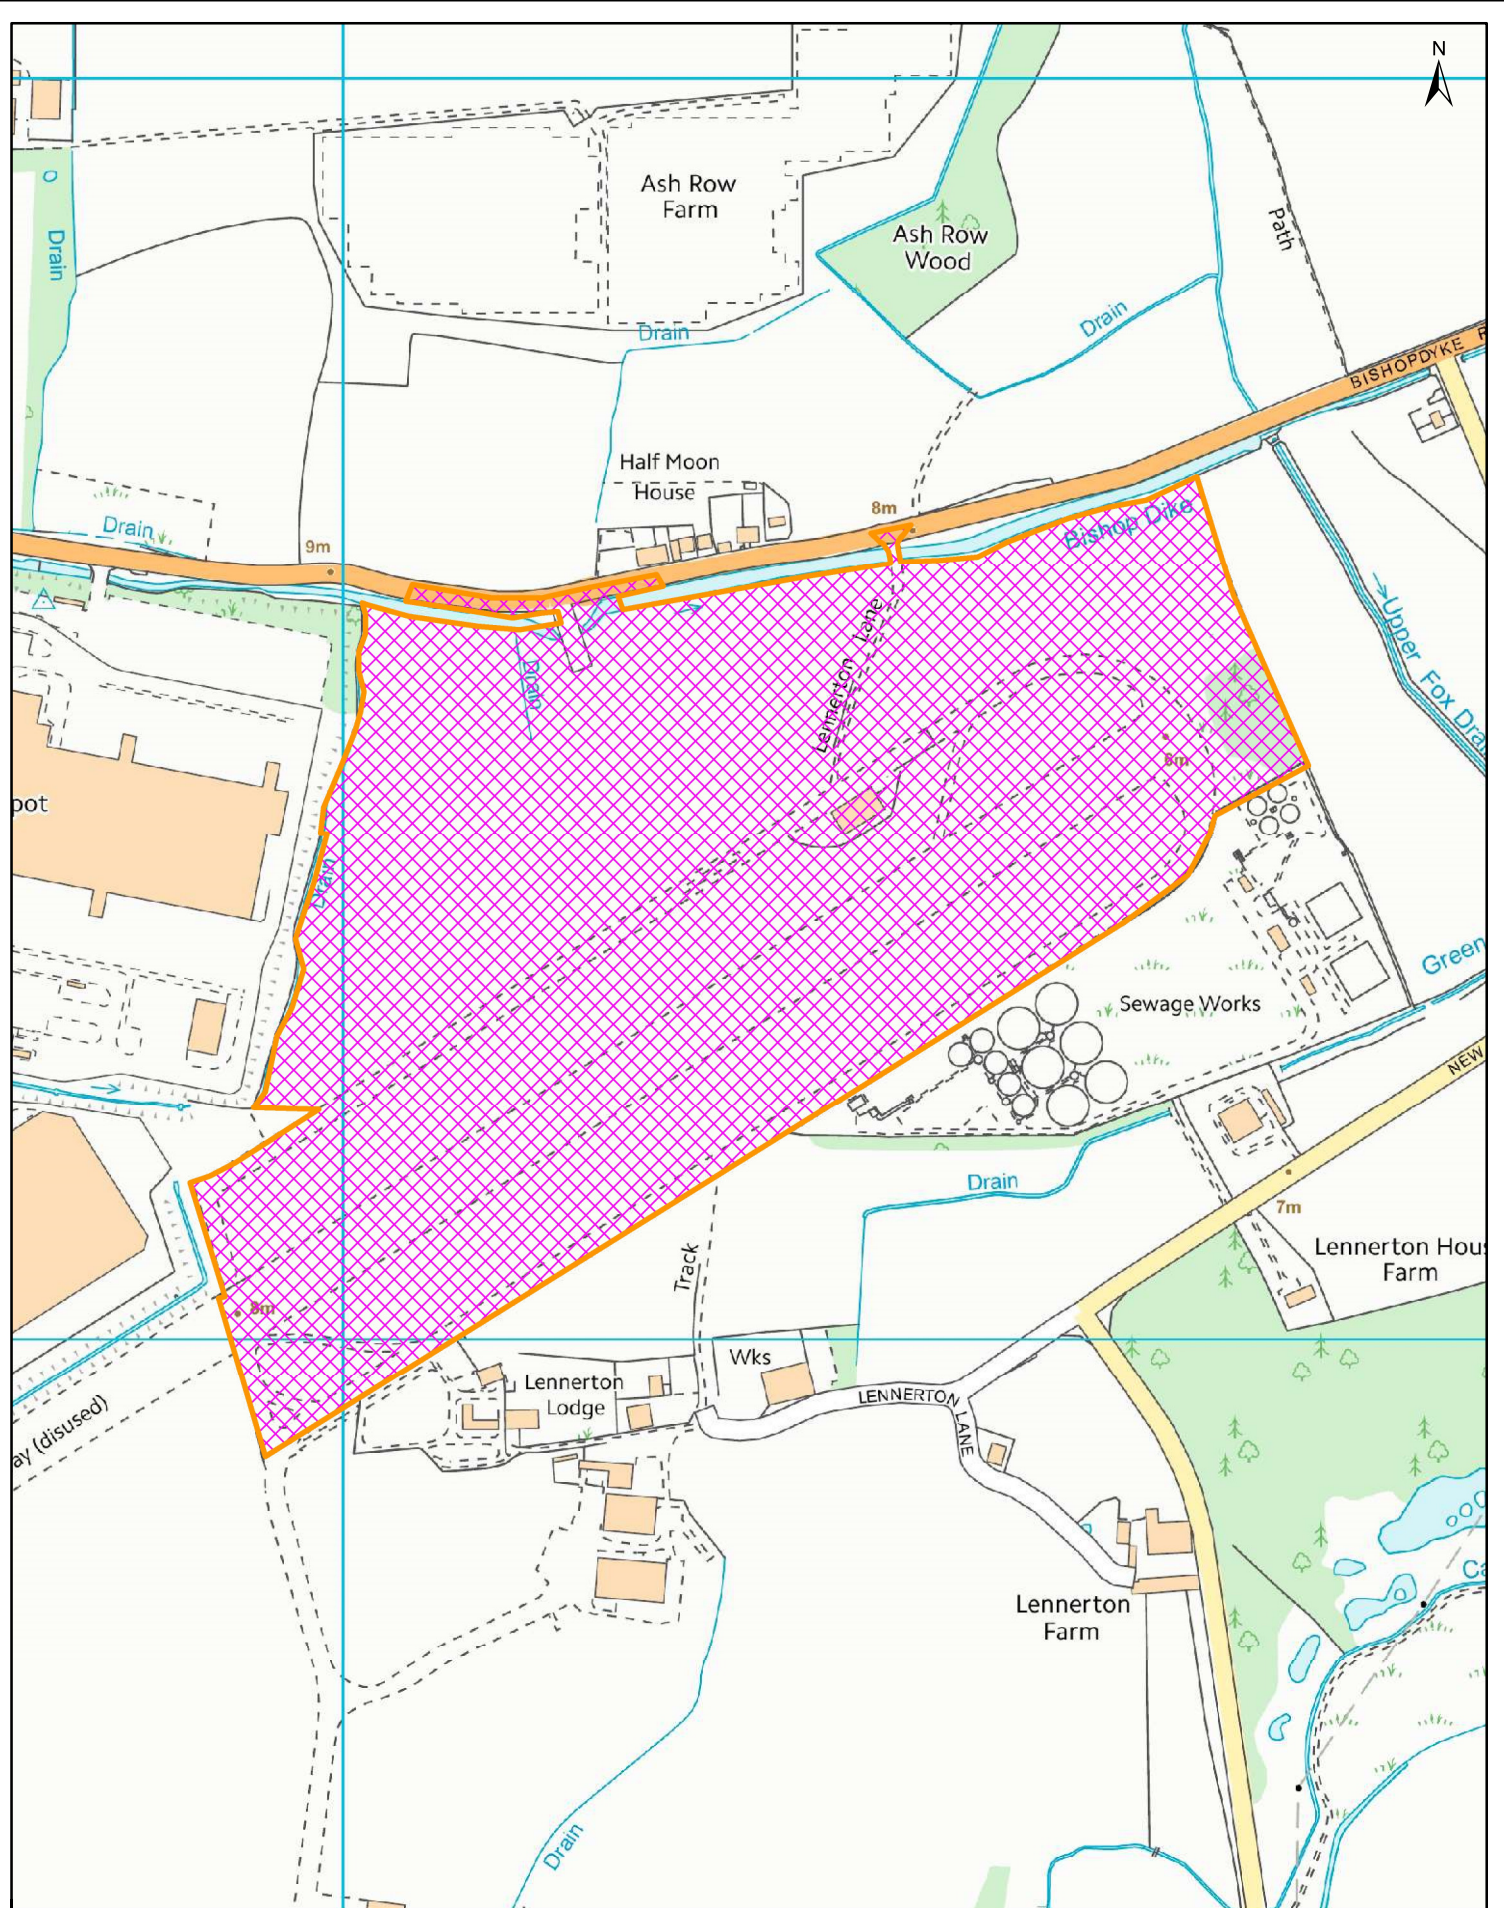 N
Ash Row
Farm
Ash Row
Wood
Path
Drain
Drain
Drain
BISHOPDYKE
Half Moon
House
8m
Bishop Dike
Drain
9m
Lennerton Lane
Upper Fox Drai
Drain
6m
pot
Drain
Green
Sewage Works
NEW
Drain
7m
Track
Lennerton Hous
Farm
8m
Wks
Lennerton
Lodge
LENNERTON LANE
ay (disused)
Ca
Lennerton
Farm
Drain